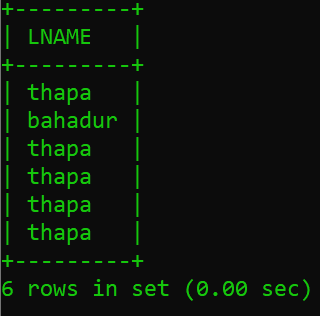 +---------+
| LNAME   |
+---------+
| thapa   |
| bahadur |
| thapa   |
| thapa   |
| thapa   |
| thapa   |
+---------+
6 rows in set (0.00 sec)